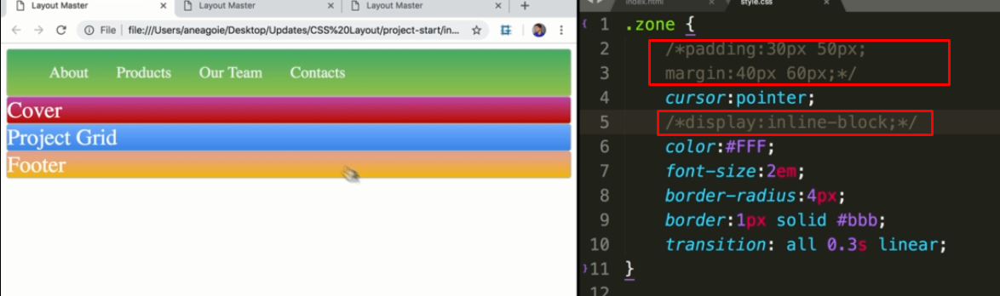 Layout Master
Layout Master
Layout Master
File | file:///Users/aneagoie/Desktop/Updates/CSS%20Layout/project-start/in...
About Products Our Team Contacts
Cover
Project Grid
Footer
index.html
style.css
1 .zone {
2 /*padding:30px 50px;
3 margin:40px 60px;*/
4 cursor:pointer;
5 /*display:inline-block;*/
6 color:#FFF;
7 font-size:2em;
8 border-radius:4px;
9 border:1px solid #bbb;
10 transition: all 0.3s linear;
11 }
12